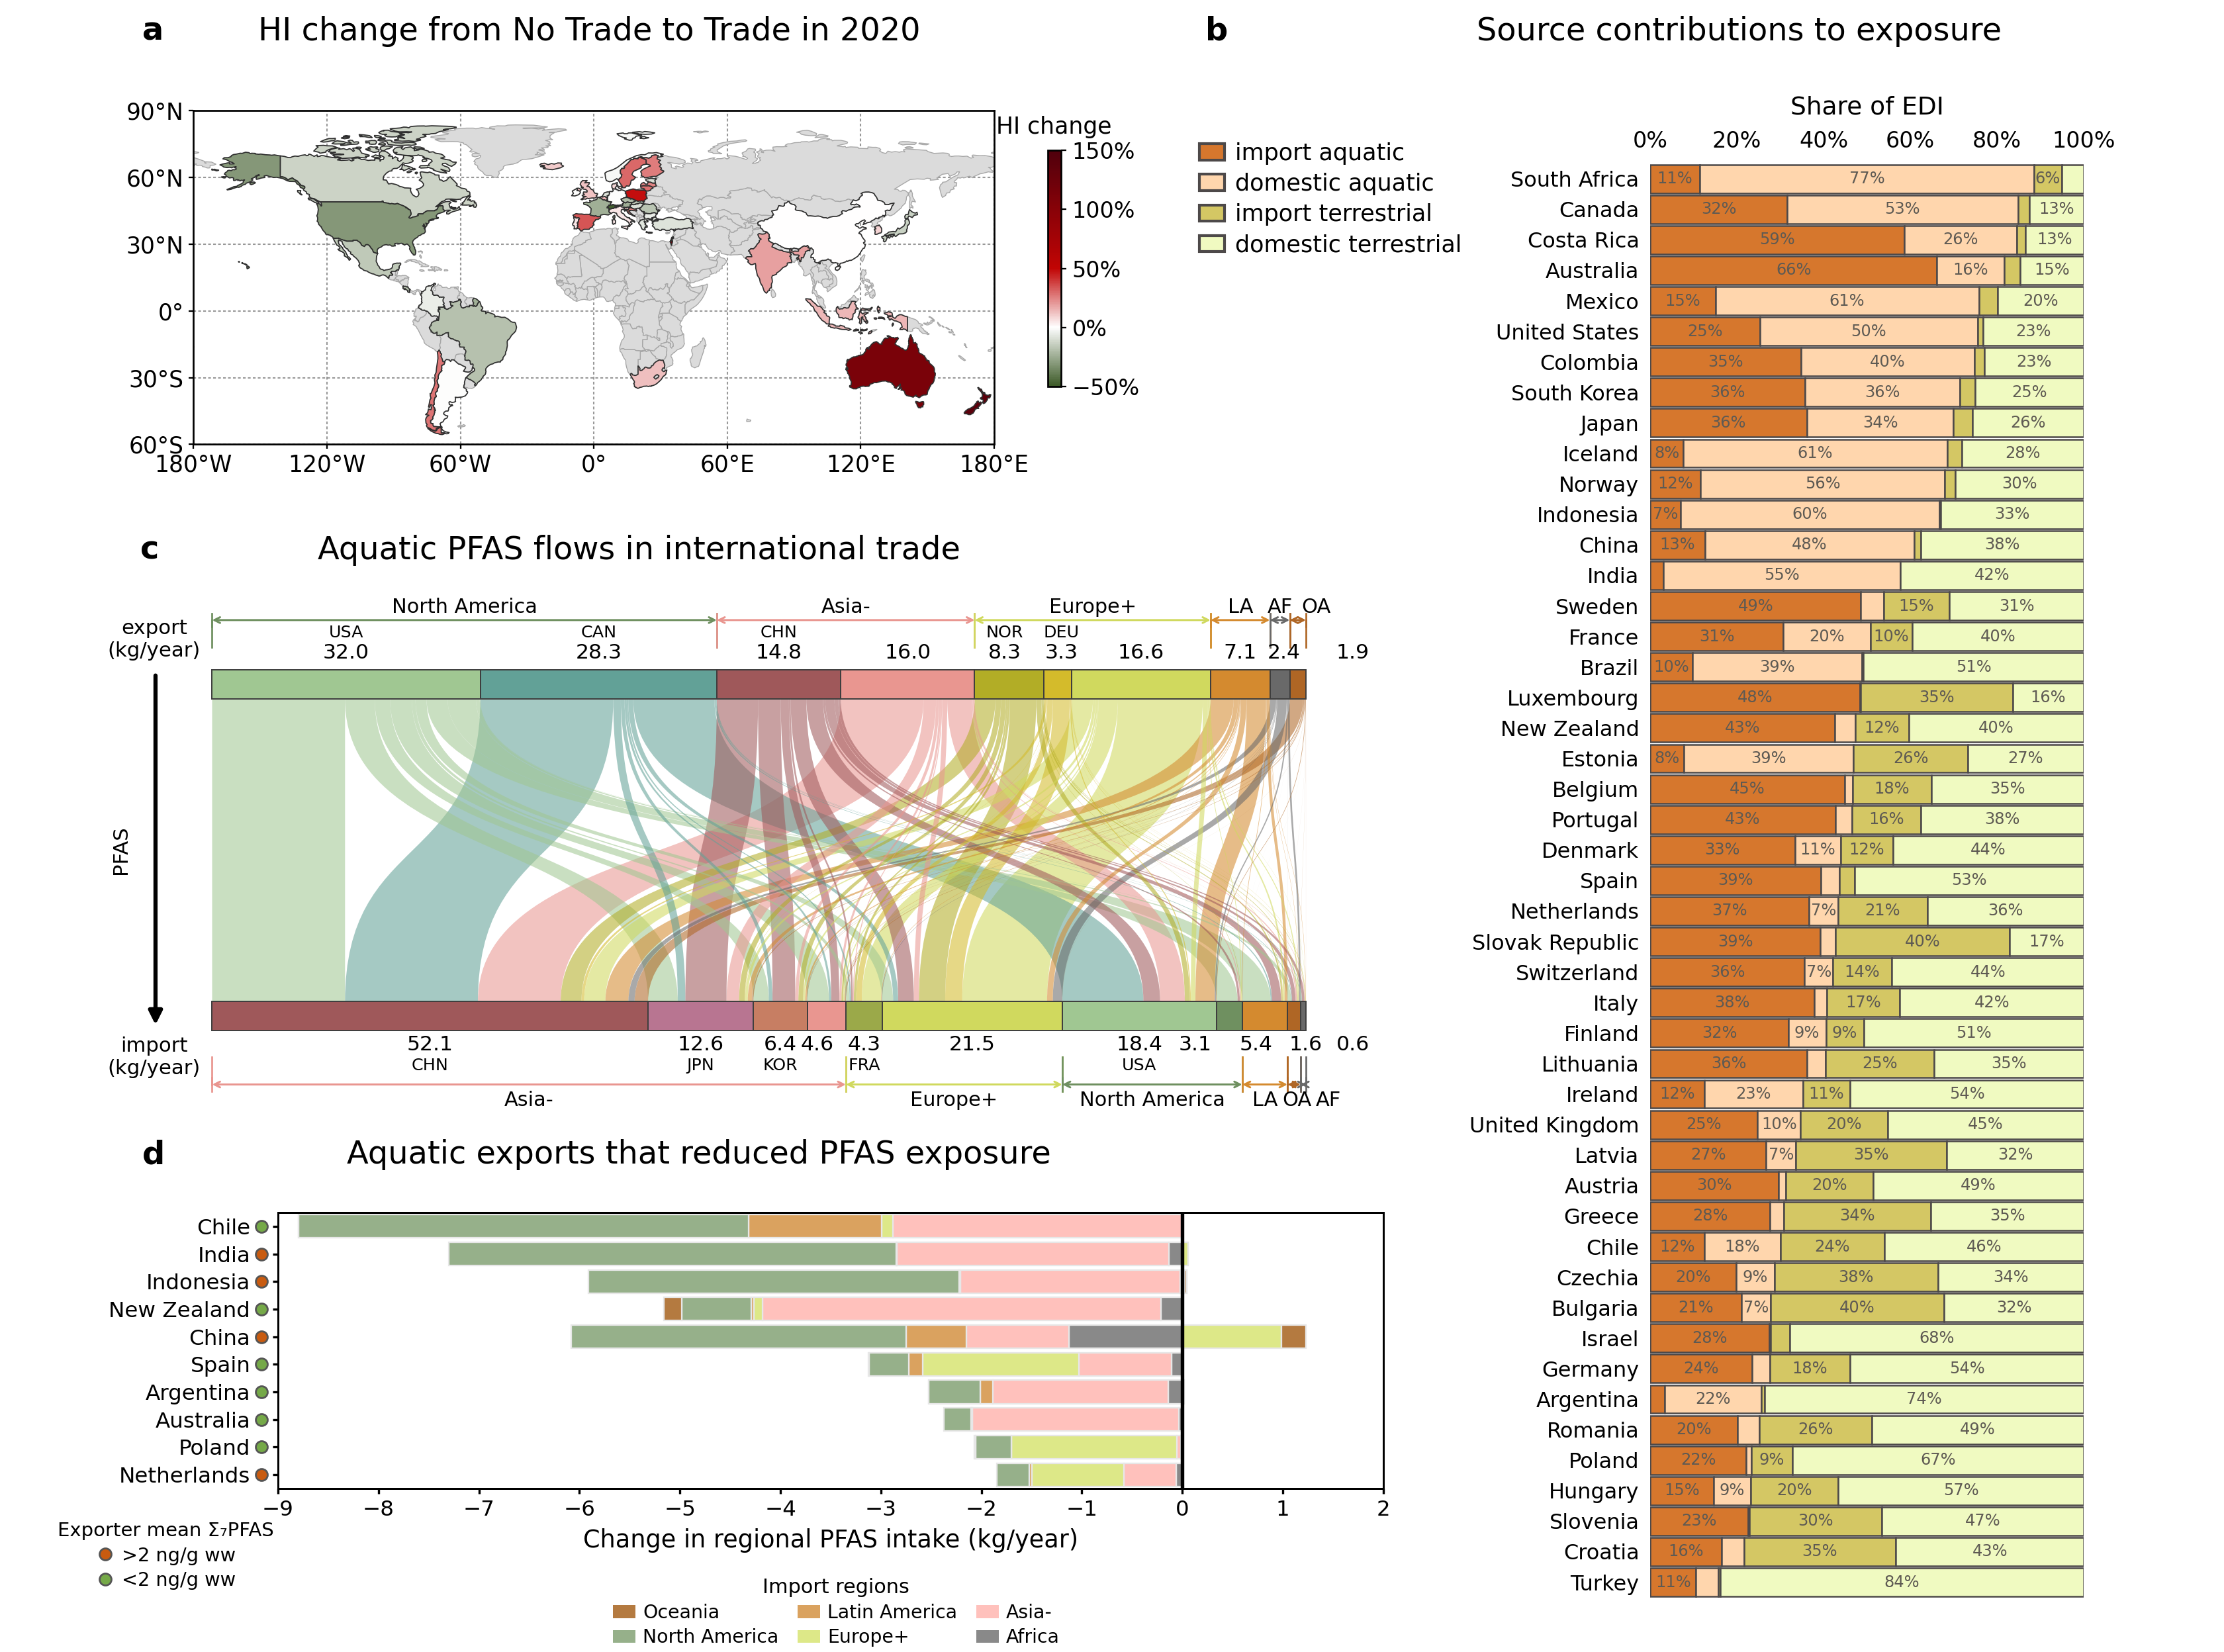 a HI change from No Trade to Trade in 2020
90°N
60°N
30°N
0°
30°S
60°S
180°W 120°W 60°W 0° 60°E 120°E 180°E
HI change
150%
100%
50%
0%
−50%
b Source contributions to exposure
import aquatic
domestic aquatic
import terrestrial
domestic terrestrial
Share of EDI
0% 20% 40% 60% 80% 100%
South Africa 11% 77% 6%
Canada 32% 53% 13%
Costa Rica 59% 26% 13%
Australia 66% 16% 15%
Mexico 15% 61% 20%
United States 25% 50% 23%
Colombia 35% 40% 23%
South Korea 36% 36% 25%
Japan 36% 34% 26%
Iceland 8% 61% 28%
Norway 12% 56% 30%
Indonesia 7% 60% 33%
China 13% 48% 38%
India 55% 42%
Sweden 49% 15% 31%
France 31% 20% 10% 40%
Brazil 10% 39% 51%
Luxembourg 48% 35% 16%
New Zealand 43% 12% 40%
Estonia 8% 39% 26% 27%
Belgium 45% 18% 35%
Portugal 43% 16% 38%
Denmark 33% 11% 12% 44%
Spain 39% 53%
Netherlands 37% 7% 21% 36%
Slovak Republic 39% 40% 17%
Switzerland 36% 7% 14% 44%
Italy 38% 17% 42%
Finland 32% 9% 9% 51%
Lithuania 36% 25% 35%
Ireland 12% 23% 11% 54%
United Kingdom 25% 10% 20% 45%
Latvia 27% 7% 35% 32%
Austria 30% 20% 49%
Greece 28% 34% 35%
Chile 12% 18% 24% 46%
Czechia 20% 9% 38% 34%
Bulgaria 21% 7% 40% 32%
Israel 28% 68%
Germany 24% 18% 54%
Argentina 22% 74%
Romania 20% 26% 49%
Poland 22% 9% 67%
Hungary 15% 9% 20% 57%
Slovenia 23% 30% 47%
Croatia 16% 35% 43%
Turkey 11% 84%
c Aquatic PFAS flows in international trade
North America Asia- Europe+ LA AF OA
export
(kg/year)
USA CAN CHN NOR DEU
32.0 28.3 14.8 16.0 8.3 3.3 16.6 7.1 2.4 1.9
PFAS
import
(kg/year)
52.1 12.6 6.4 4.6 4.3 21.5 18.4 3.1 5.4 1.6 0.6
CHN JPN KOR FRA USA
Asia- Europe+ North America LA OA AF
d Aquatic exports that reduced PFAS exposure
Chile
India
Indonesia
New Zealand
China
Spain
Argentina
Australia
Poland
Netherlands
−9 −8 −7 −6 −5 −4 −3 −2 −1 0 1 2
Change in regional PFAS intake (kg/year)
Exporter mean Σ₇PFAS
>2 ng/g ww
<2 ng/g ww
Import regions
Oceania Latin America Asia-
North America Europe+ Africa